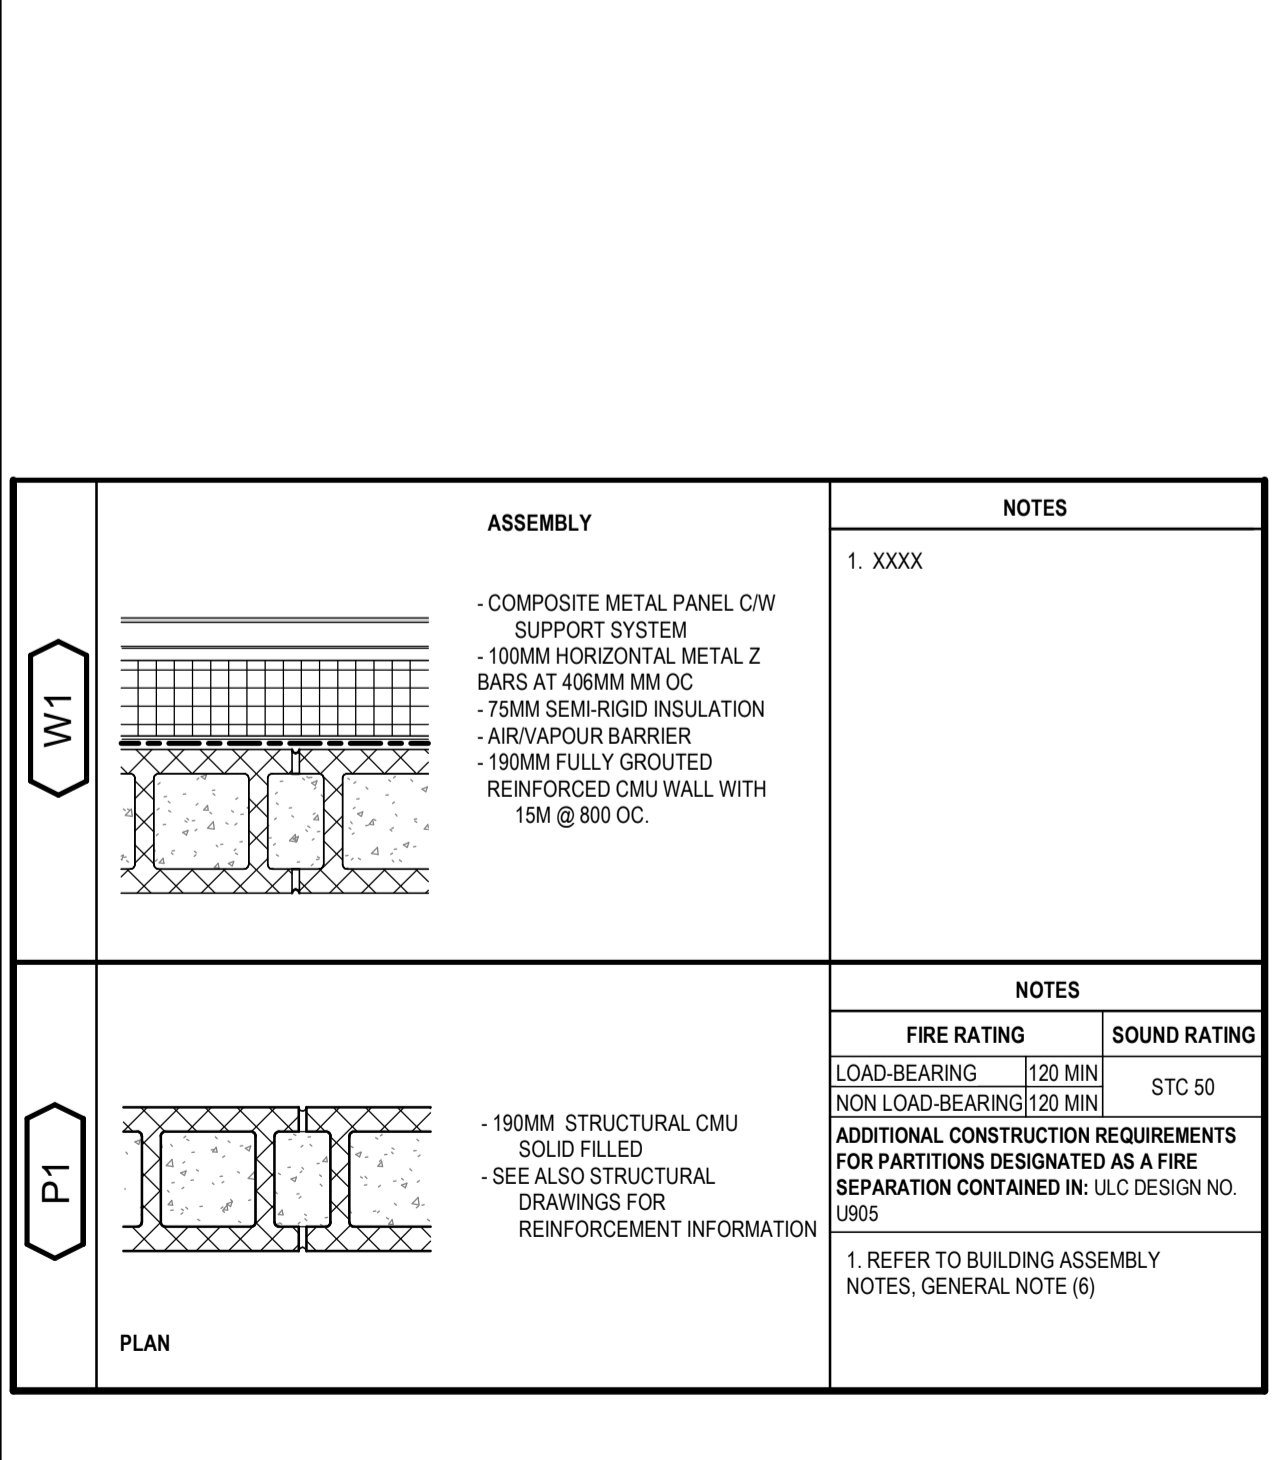 W1
ASSEMBLY
- COMPOSITE METAL PANEL C/W
SUPPORT SYSTEM
- 100MM HORIZONTAL METAL Z
BARS AT 406MM MM OC
- 75MM SEMI-RIGID INSULATION
- AIR/VAPOUR BARRIER
- 190MM FULLY GROUTED
REINFORCED CMU WALL WITH
15M @ 800 OC.
NOTES
1. XXXX
P1
- 190MM STRUCTURAL CMU
SOLID FILLED
- SEE ALSO STRUCTURAL
DRAWINGS FOR
REINFORCEMENT INFORMATION
PLAN
NOTES
FIRE RATING SOUND RATING
LOAD-BEARING 120 MIN
STC 50
NON LOAD-BEARING 120 MIN
ADDITIONAL CONSTRUCTION REQUIREMENTS
FOR PARTITIONS DESIGNATED AS A FIRE
SEPARATION CONTAINED IN: ULC DESIGN NO.
U905
1. REFER TO BUILDING ASSEMBLY
NOTES, GENERAL NOTE (6)